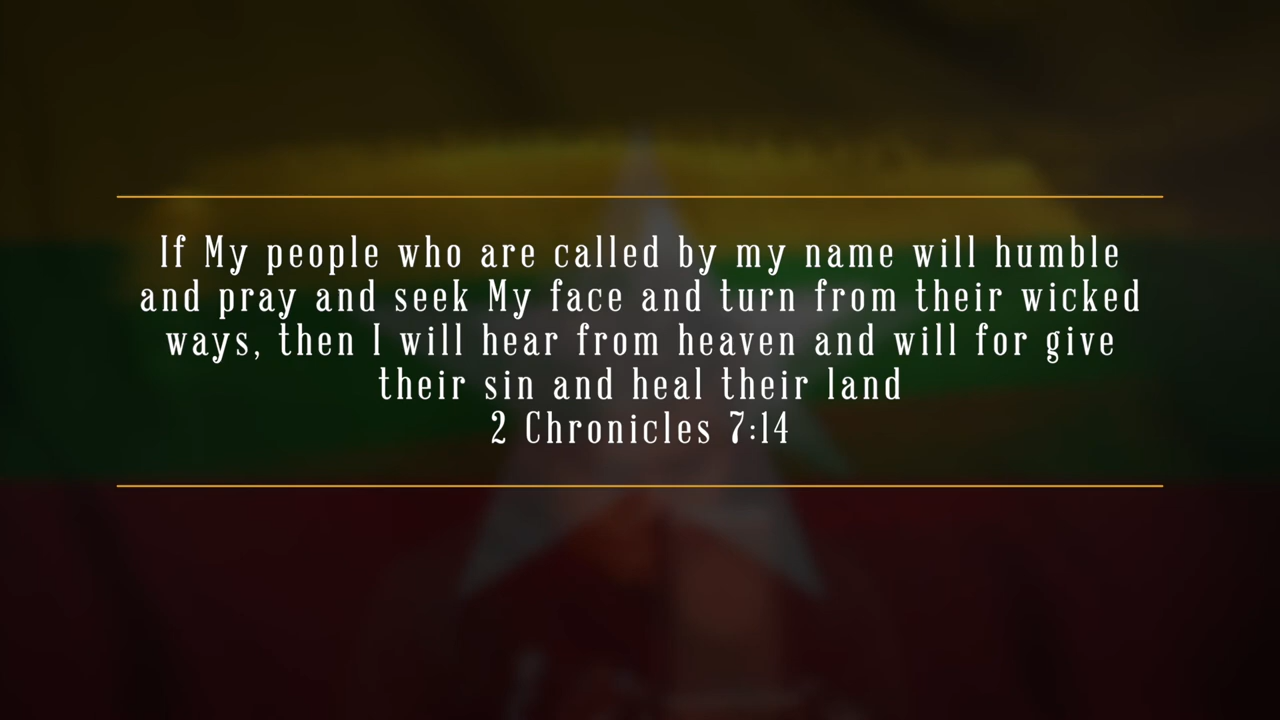 If My people who are called by my name will humble
and pray and seek My face and turn from their wicked
ways, then I will hear from heaven and will for give
their sin and heal their land
2 Chronicles 7:14